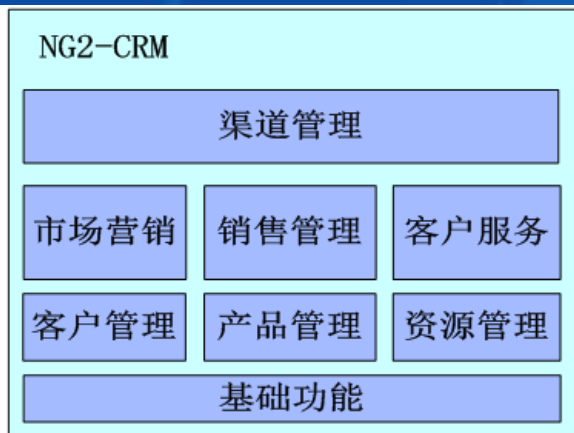 NG2-CRM
渠道管理
市场营销 销售管理 客户服务
客户管理 产品管理 资源管理
基础功能